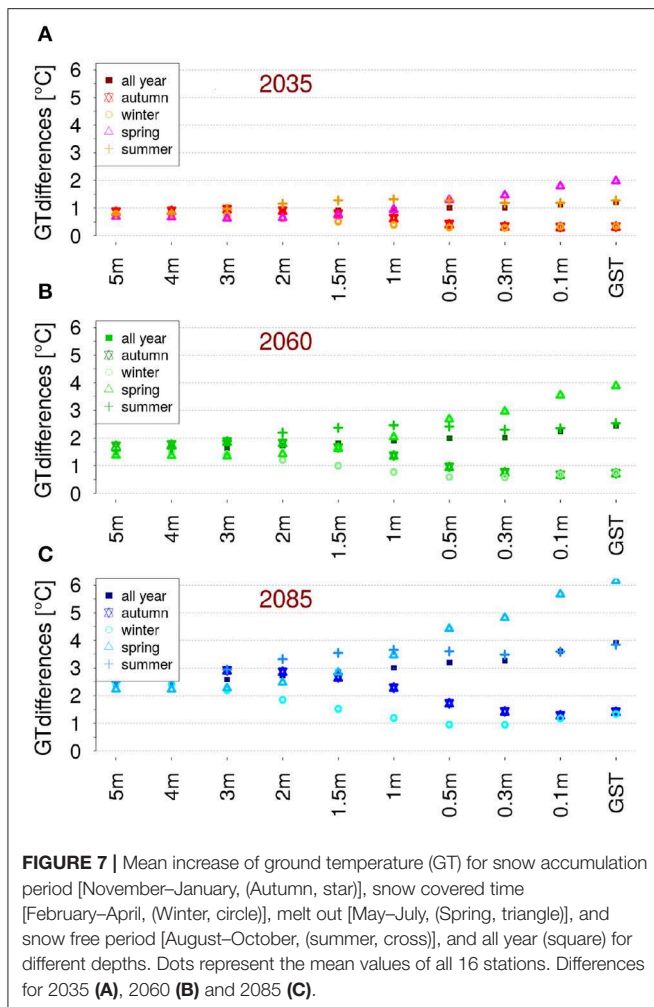 A
GTdifferences [°C]
6
5
4
3
2
1
0
all year
autumn
winter
spring
summer
2035
5m 4m 3m 2m 1.5m 1m 0.5m 0.3m 0.1m GST
B
GTdifferences [°C]
6
5
4
3
2
1
0
all year
autumn
winter
spring
summer
2060
5m 4m 3m 2m 1.5m 1m 0.5m 0.3m 0.1m GST
C
GTdifferences [°C]
6
5
4
3
2
1
0
all year
autumn
winter
spring
summer
2085
5m 4m 3m 2m 1.5m 1m 0.5m 0.3m 0.1m GST
FIGURE 7 | Mean increase of ground temperature (GT) for snow accumulation
period [November–January, (Autumn, star)], snow covered time
[February–April, (Winter, circle)], melt out [May–July, (Spring, triangle)], and
snow free period [August–October, (summer, cross)], and all year (square) for
different depths. Dots represent the mean values of all 16 stations. Differences
for 2035 (A), 2060 (B) and 2085 (C).